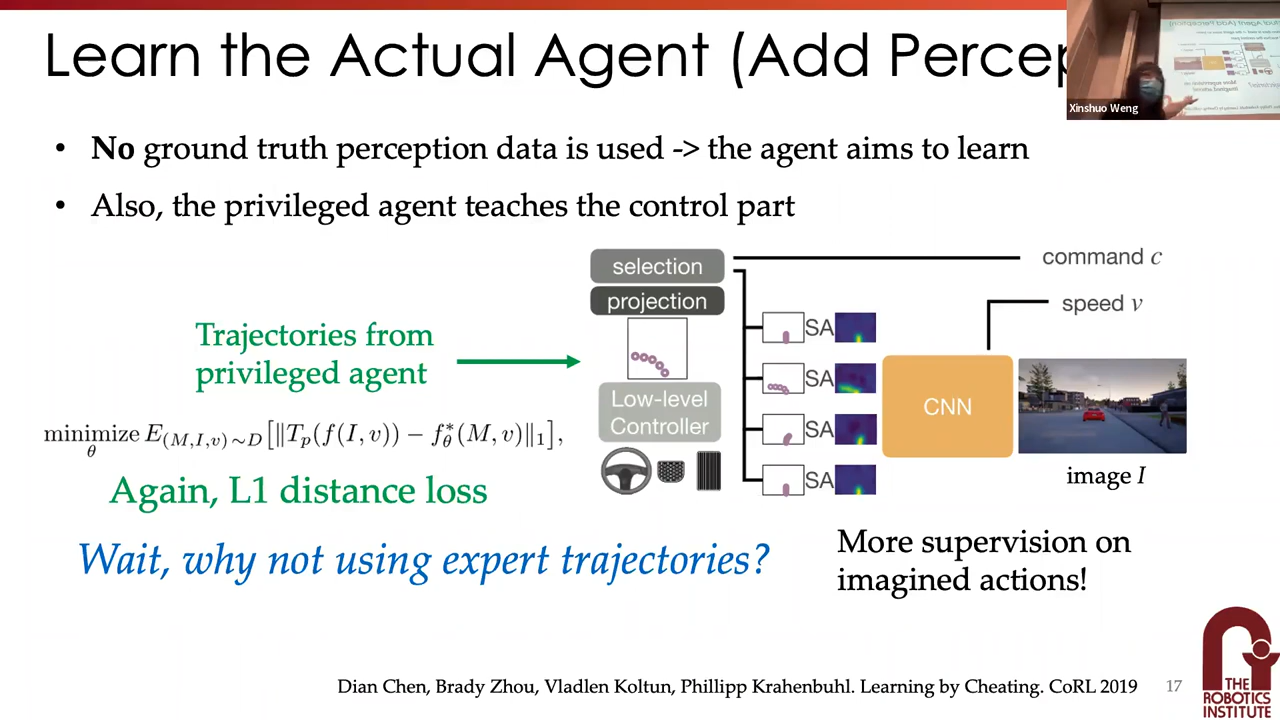 Learn the Actual Agent (Add Percep
Xinshuo Weng
• No ground truth perception data is used -> the agent aims to learn
• Also, the privileged agent teaches the control part
selection
projection
command c
speed v
Trajectories from
privileged agent
SA
SA
SA
SA
CNN
Low-level
Controller
minimize E_{(M,I,v)∼D}[‖T_p(f(I, v)) − f*_θ(M, v)‖_1],
θ
image I
Again, L1 distance loss
Wait, why not using expert trajectories?
More supervision on
imagined actions!
Dian Chen, Brady Zhou, Vladlen Koltun, Phillipp Krahenbuhl. Learning by Cheating. CoRL 2019
17
THE
ROBOTICS
INSTITUTE